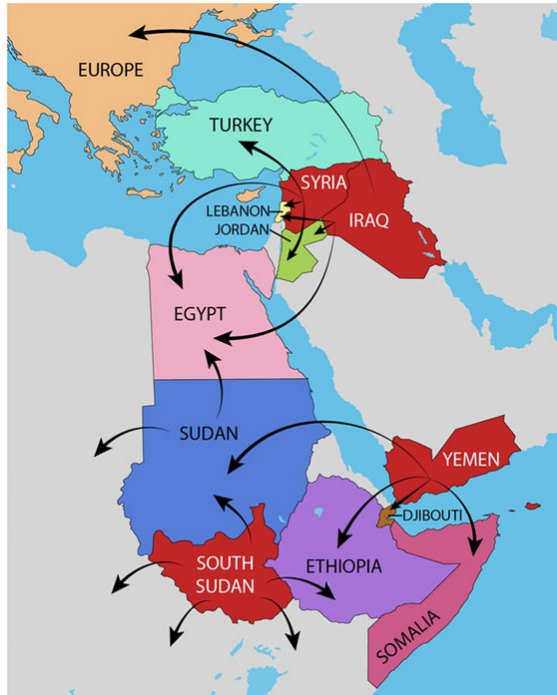 EUROPE
TURKEY
SYRIA
LEBANON
IRAQ
JORDAN
EGYPT
SUDAN
YEMEN
DJIBOUTI
SOUTH
SUDAN
ETHIOPIA
SOMALIA